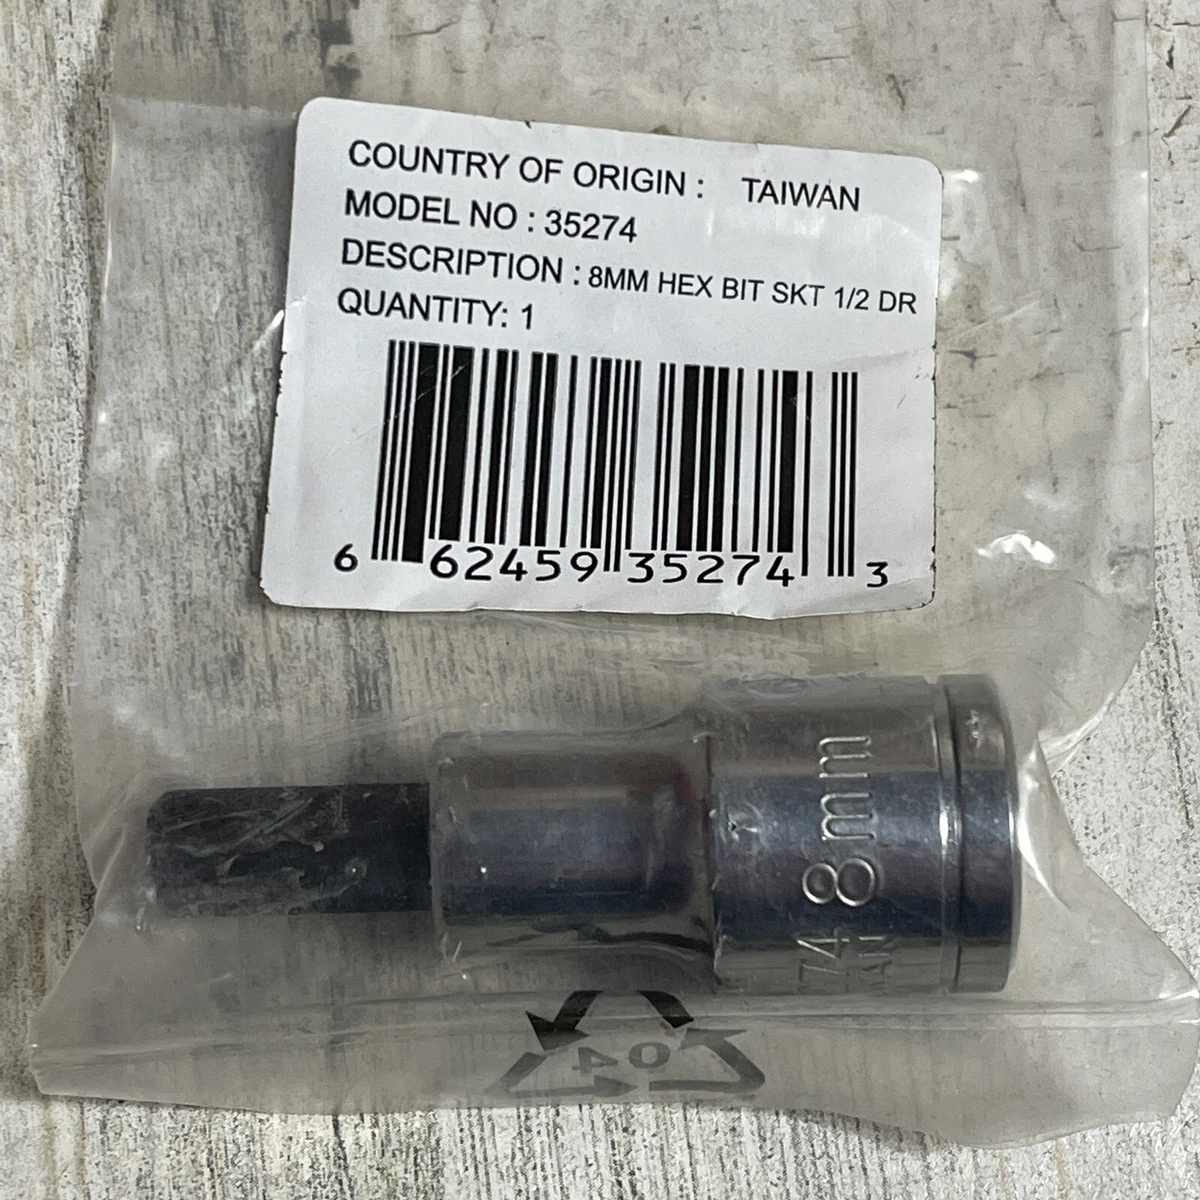 COUNTRY OF ORIGIN : TAIWAN
MODEL NO : 35274
DESCRIPTION : 8MM HEX BIT SKT 1/2 DR
QUANTITY: 1
6 62459 35274 3
8mm
74
04